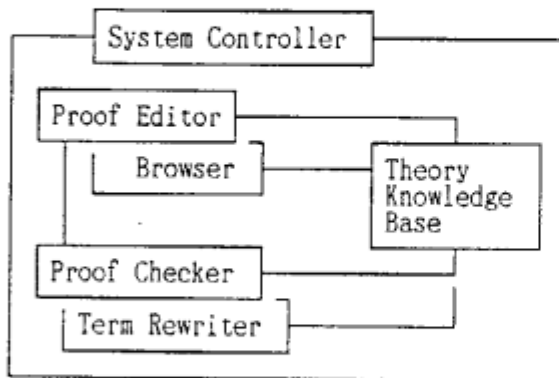 System Controller
Proof Editor
Browser
Theory
Knowledge
Base
Proof Checker
Term Rewriter